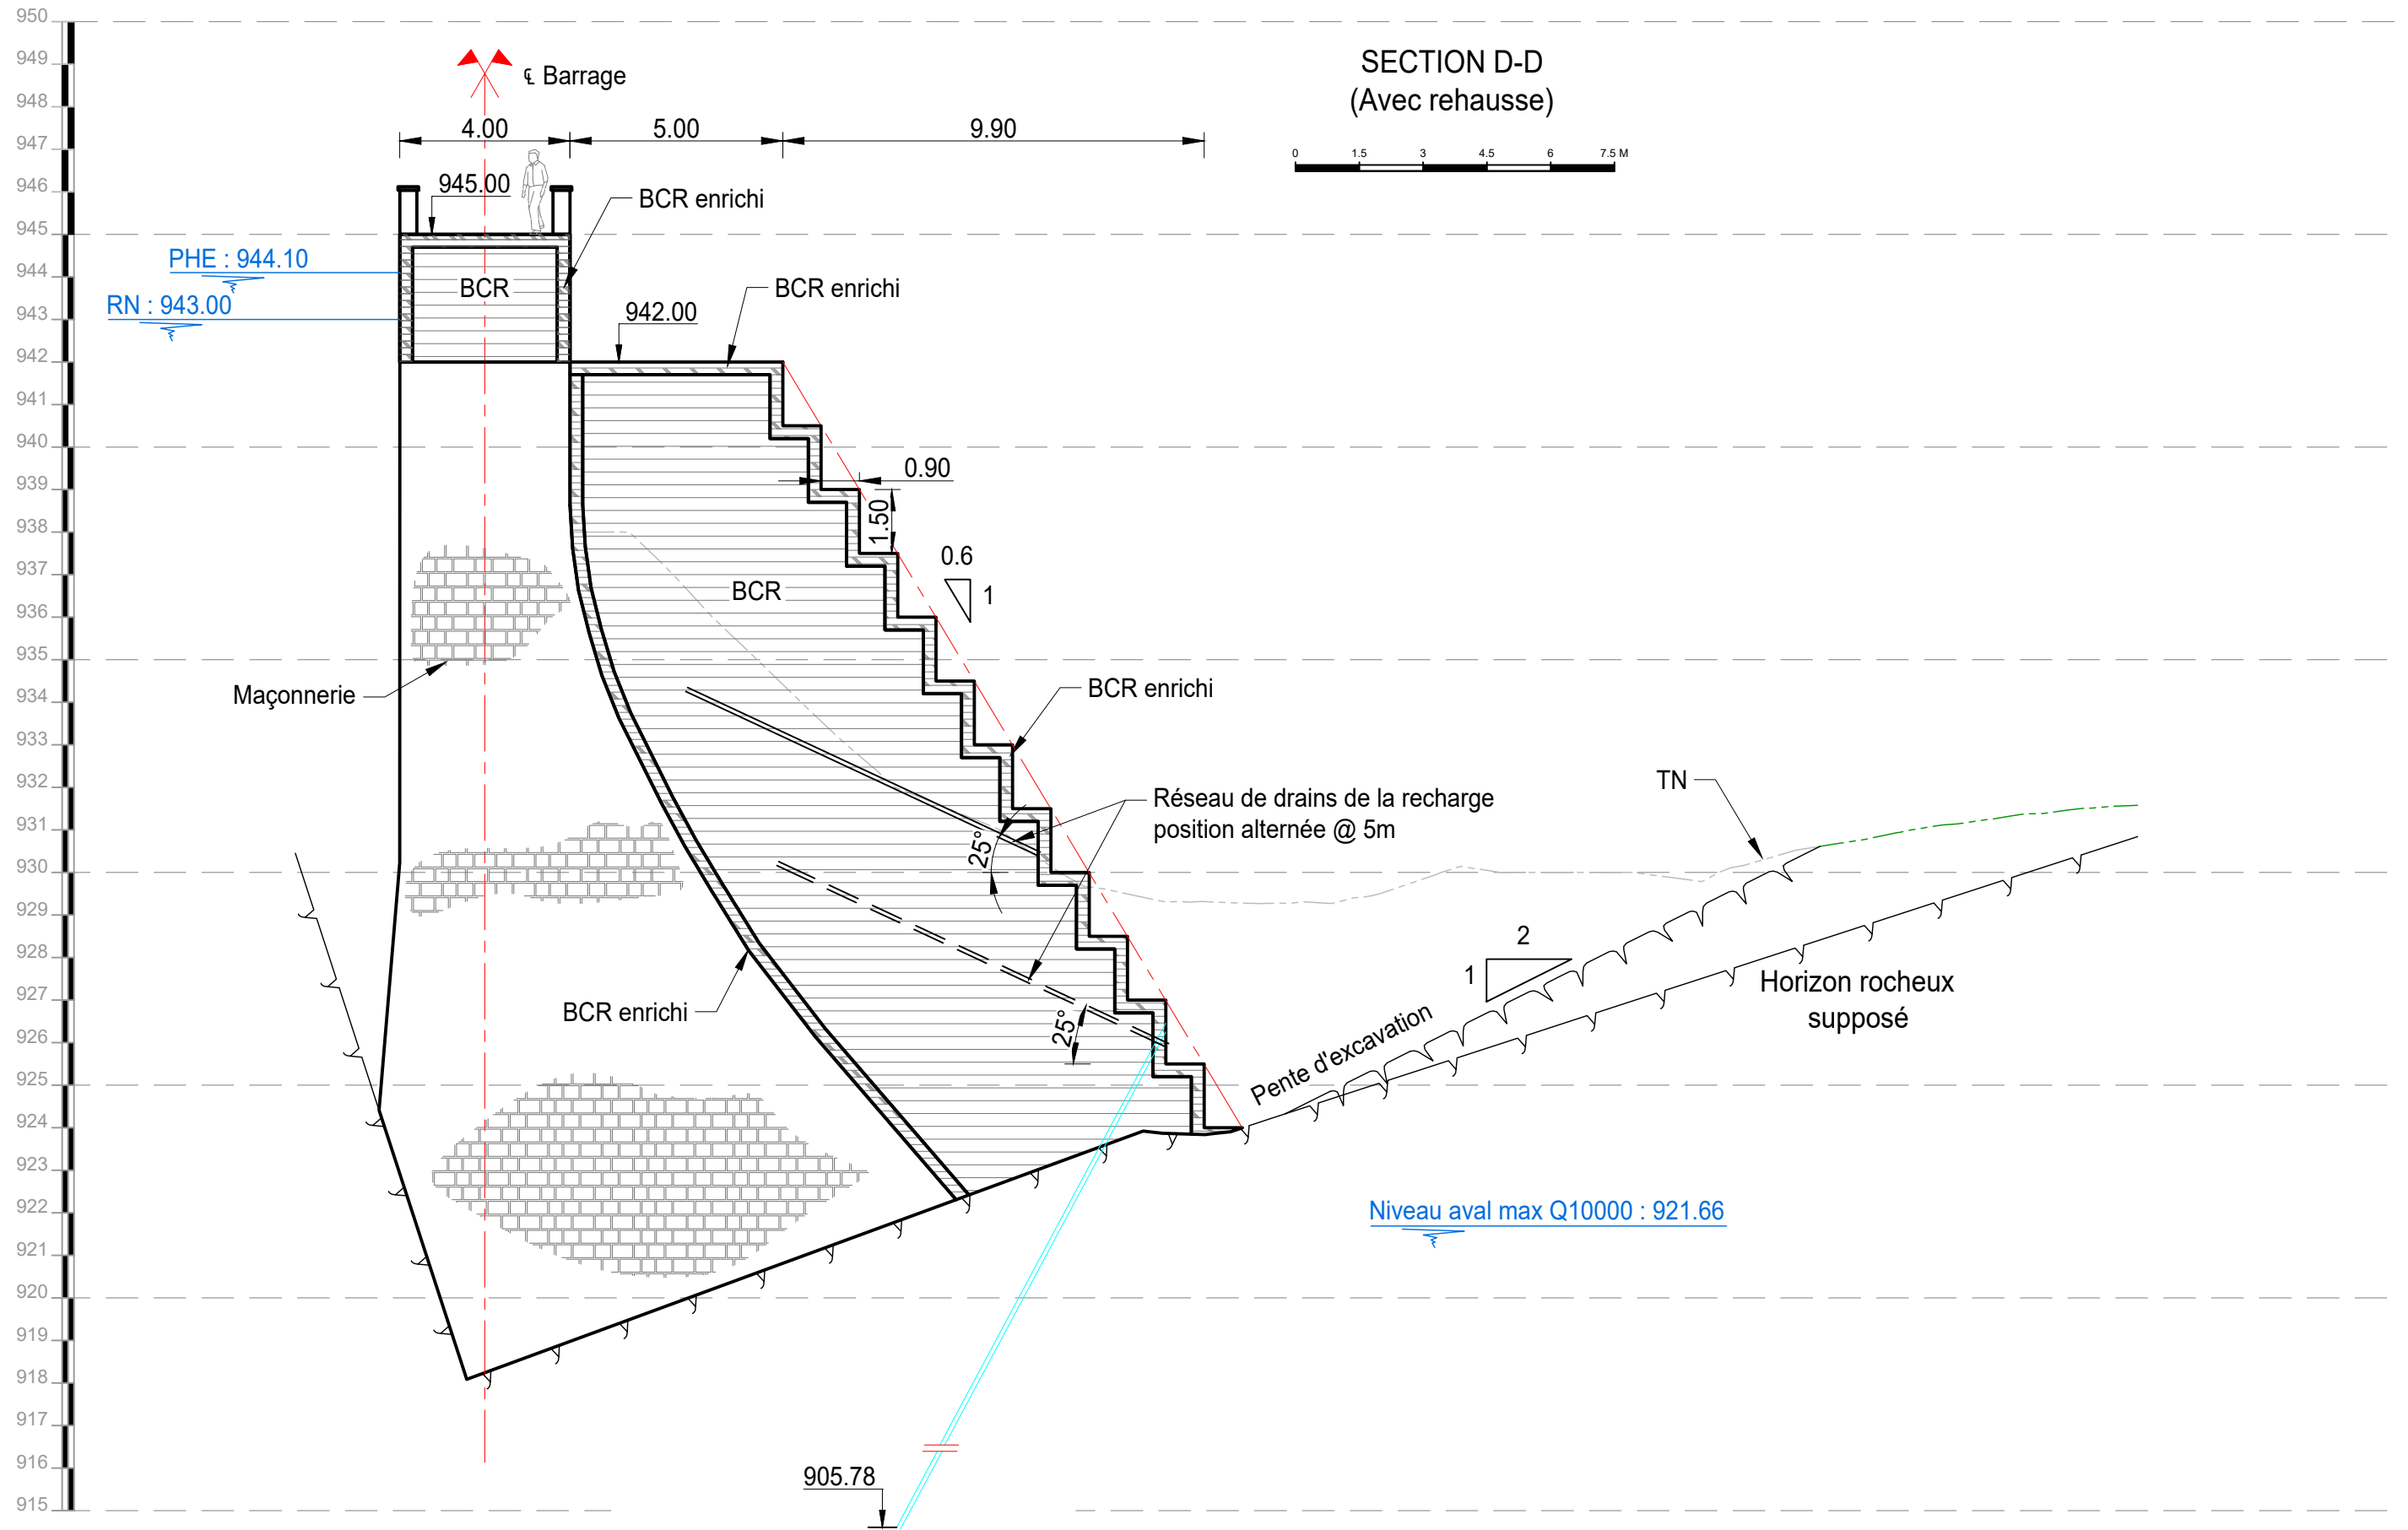 950
949
948
947
946
945
944
943
942
941
940
939
938
937
936
935
934
933
932
931
930
929
928
927
926
925
924
923
922
921
920
919
918
917
916
915
SECTION D-D
(Avec rehausse)
0 1.5 3 4.5 6 7.5 M
℄ Barrage
4.00 5.00 9.90
945.00
BCR enrichi
PHE : 944.10
RN : 943.00
BCR
BCR enrichi
942.00
0.90
1.50
0.6
1
BCR
Maçonnerie
BCR enrichi
Réseau de drains de la recharge
position alternée @ 5m
TN
25°
25°
2
1
BCR enrichi
Pente d'excavation
Horizon rocheux
supposé
Niveau aval max Q10000 : 921.66
905.78